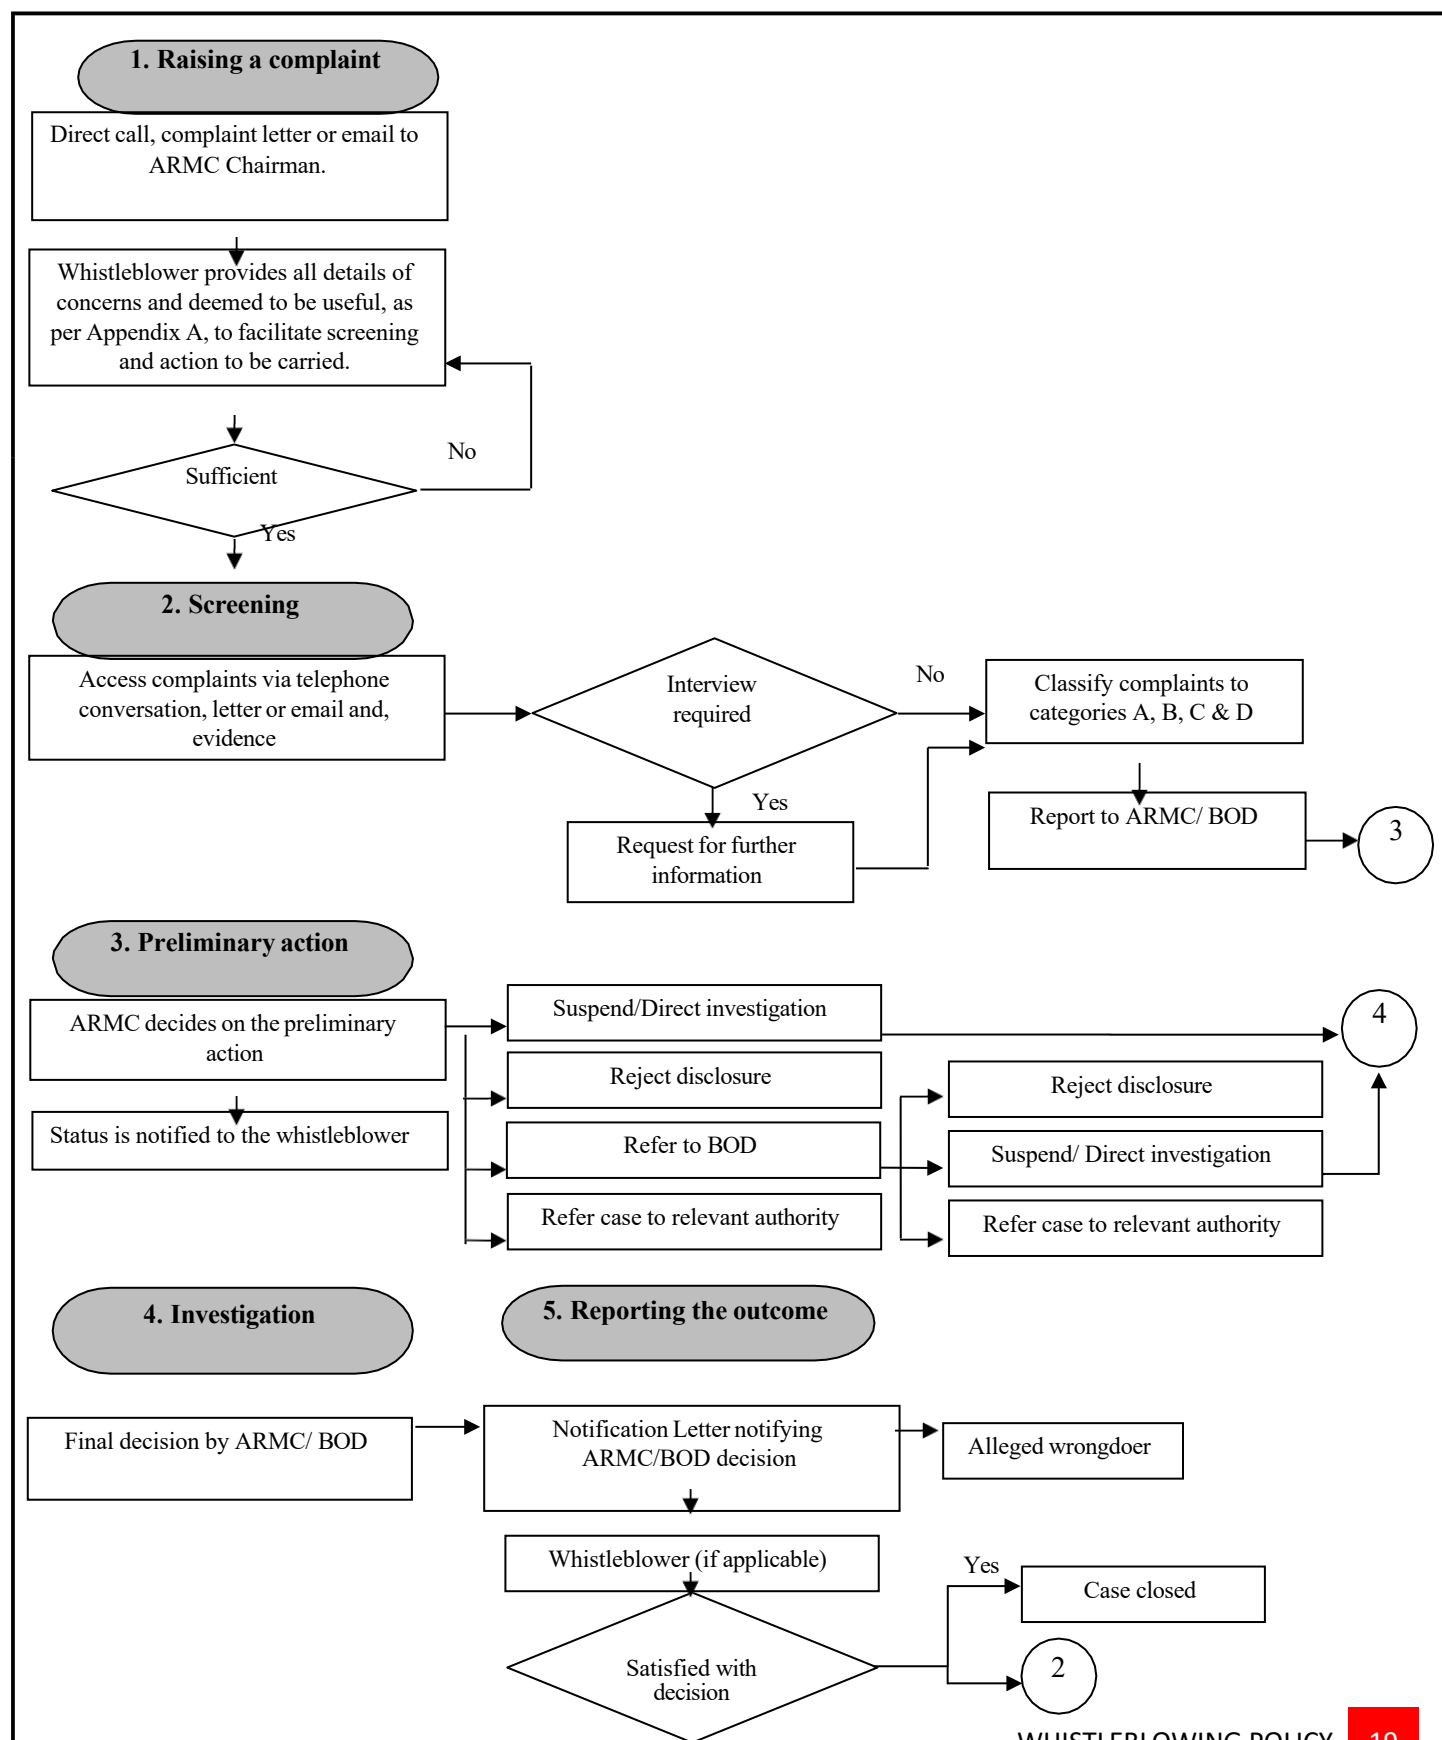 1. Raising a complaint
Direct call, complaint letter or email to
ARMC Chairman.
Whistleblower provides all details of
concerns and deemed to be useful, as
per Appendix A, to facilitate screening
and action to be carried.
No
Sufficient
Yes
2. Screening
Access complaints via telephone
conversation, letter or email and,
evidence
Interview
required
No
Classify complaints to
categories A, B, C & D
Yes
Request for further
information
Report to ARMC/ BOD
3
3. Preliminary action
ARMC decides on the preliminary
action
Status is notified to the whistleblower
Suspend/Direct investigation
4
Reject disclosure
Refer to BOD
Refer case to relevant authority
Reject disclosure
Suspend/ Direct investigation
Refer case to relevant authority
4. Investigation
5. Reporting the outcome
Final decision by ARMC/ BOD
Notification Letter notifying
ARMC/BOD decision
Alleged wrongdoer
Whistleblower (if applicable)
Yes
Case closed
Satisfied with
decision
2
WHISTLEBLOWING POLICY